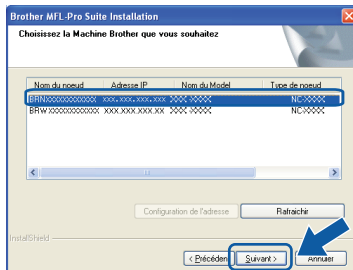 Brother MFL-Pro Suite Installation
Choisissez la Machine Brother que vous souhaitez
Nom du noeud Adresse IP Nom du Model Type de noeud
BRNXXXXXXXXXXXX XXX.XXX.XXX.XXX XXX-XXXX NC-XXXX
BRWXXXXXXXXXXXX XXX.XXX.XXX.XX XXX-XXXX NC-XXXX
Configuration de l'adresse Rafraichir
InstallShield
< Précéden Suivant > Annuler